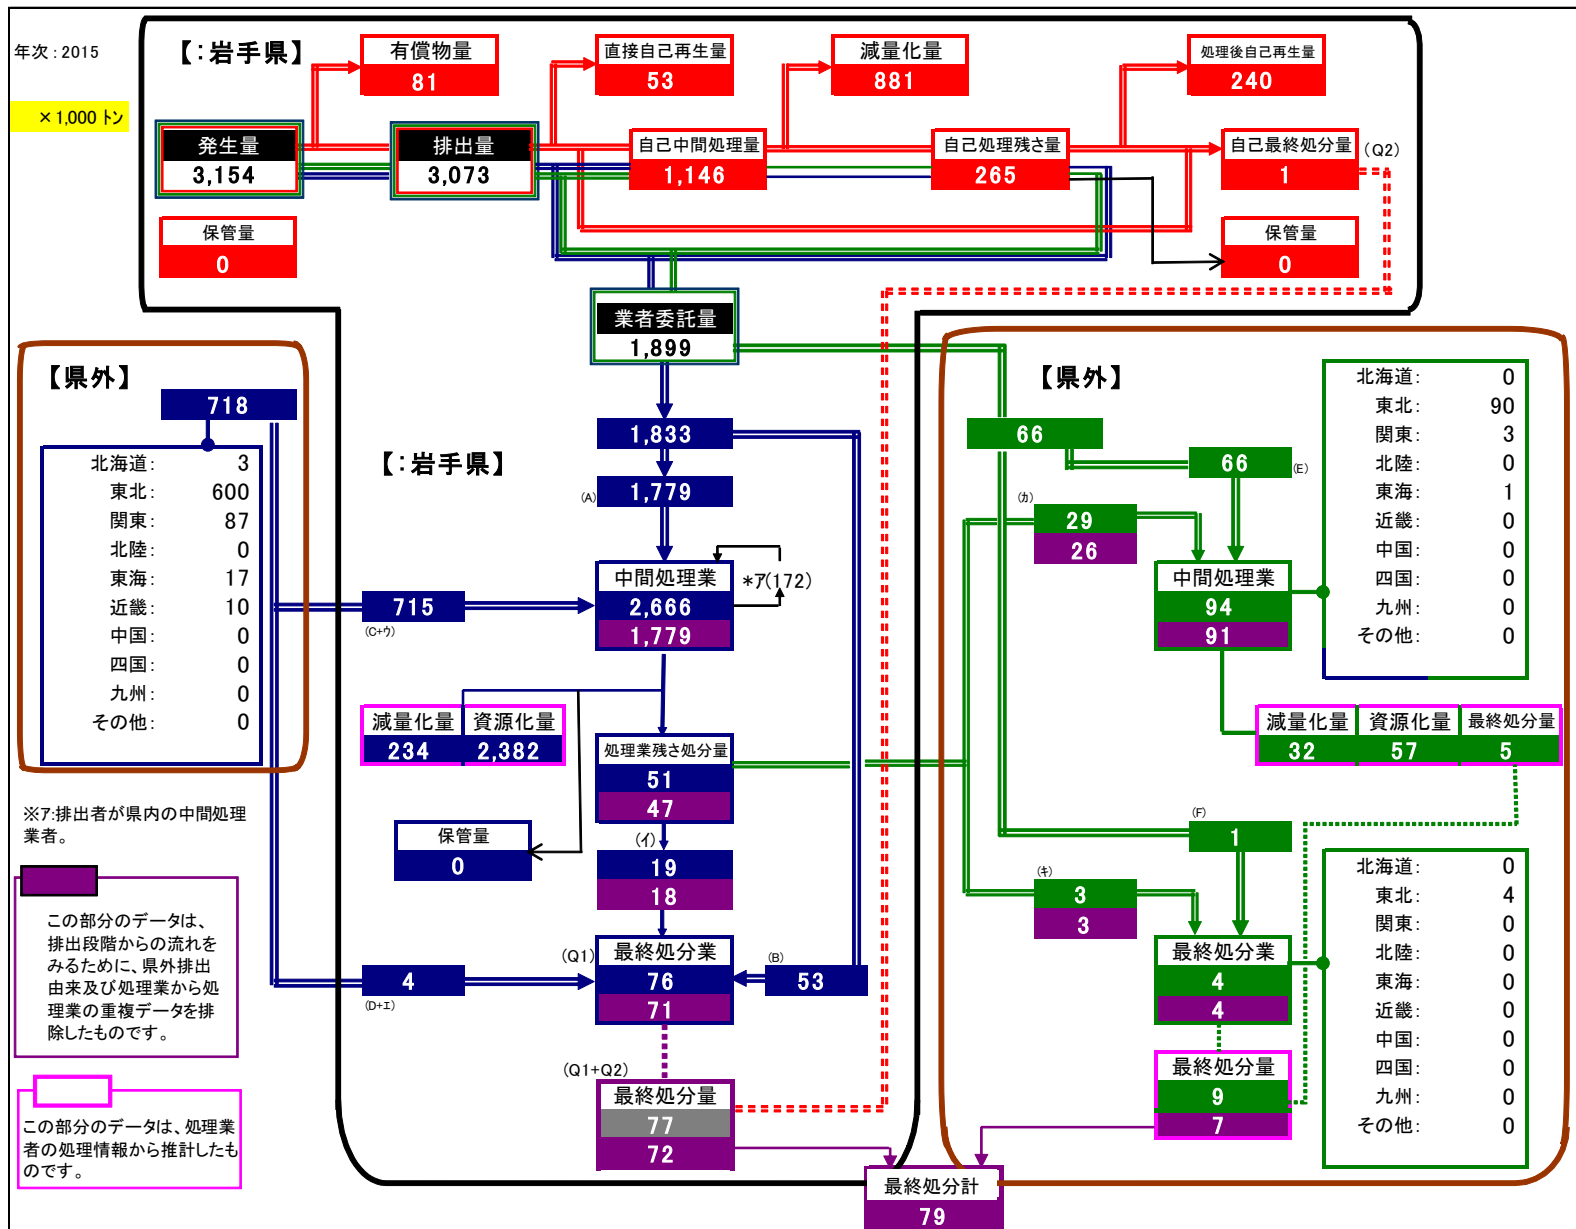 年次：2015
×1,000 トン
【：岩手県】
有償物量
81
直接自己再生量
53
減量化量
881
処理後自己再生量
240
発生量
3,154
排出量
3,073
自己中間処理量
1,146
自己処理残さ量
265
自己最終処分量
1
(Q2)
保管量
0
保管量
0
業者委託量
1,899
【県外】
718
北海道： 3
東北： 600
関東： 87
北陸： 0
東海： 17
近畿： 10
中国： 0
四国： 0
九州： 0
その他： 0
【：岩手県】
1,833
(A)
1,779
中間処理業
2,666
1,779
*ア(172)
715
(C+ウ)
減量化量
234
資源化量
2,382
処理業残さ処分量
51
47
保管量
0
(イ)
19
18
(Q1)
最終処分業
76
71
(B)
53
4
(D+エ)
(Q1+Q2)
最終処分量
77
72
【県外】
66
66
(E)
(カ)
29
26
中間処理業
94
91
北海道： 0
東北： 90
関東： 3
北陸： 0
東海： 1
近畿： 0
中国： 0
四国： 0
九州： 0
その他： 0
減量化量
32
資源化量
57
最終処分量
5
(F)
1
(キ)
3
3
最終処分業
4
4
北海道： 0
東北： 4
関東： 0
北陸： 0
東海： 0
近畿： 0
中国： 0
四国： 0
九州： 0
その他： 0
最終処分量
9
7
最終処分計
79
※ア:排出者が県内の中間処理
業者。
この部分のデータは、
排出段階からの流れを
みるために、県外排出
由来及び処理業から処
理業の重複データを排
除したものです。
この部分のデータは、処理業
者の処理情報から推計したも
のです。